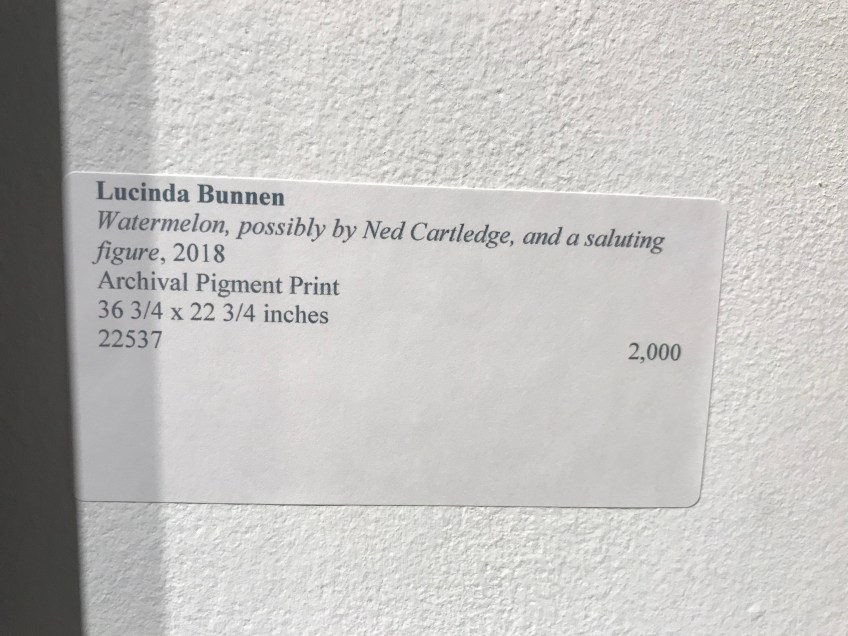 Lucinda Bunnen
Watermelon, possibly by Ned Cartledge, and a saluting
figure, 2018
Archival Pigment Print
36 3/4 x 22 3/4 inches
22537
2,000